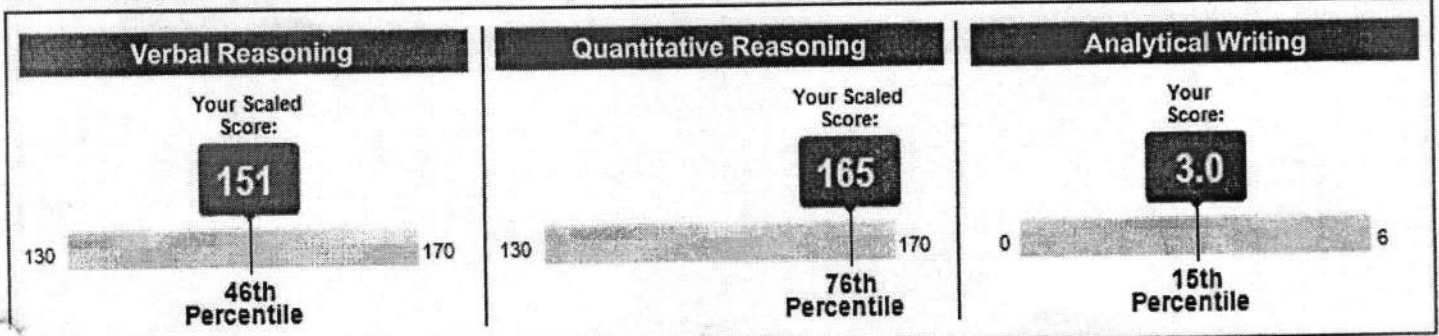 Verbal Reasoning
Your Scaled
Score:
151
130
170
46th
Percentile
Quantitative Reasoning
Your Scaled
Score:
165
130
170
76th
Percentile
Analytical Writing
Your
Score:
3.0
0
6
15th
Percentile